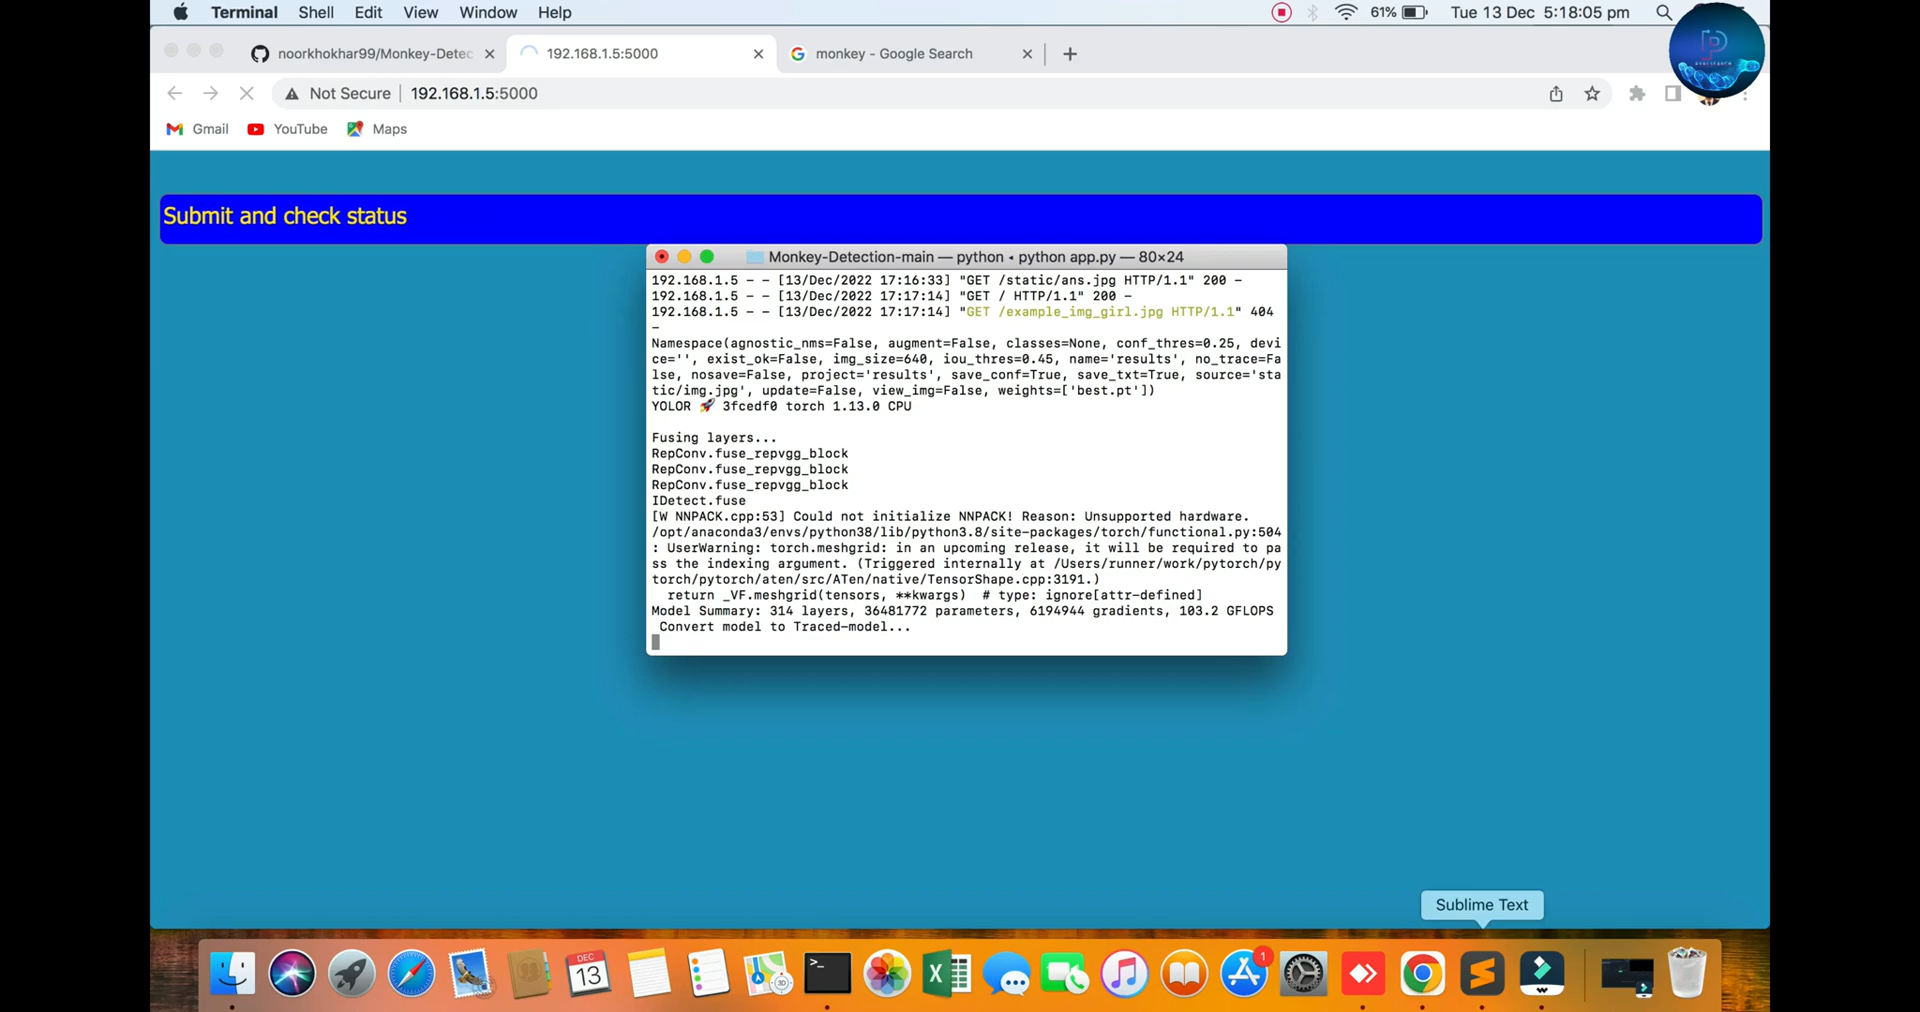 Terminal Shell Edit View Window Help 61% Tue 13 Dec 5:18:05 pm
noorkhokhar99/Monkey-Detec 192.168.1.5:5000 monkey - Google Search
Not Secure 192.168.1.5:5000
Gmail YouTube Maps
Submit and check status
Monkey-Detection-main — python ◂ python app.py — 80×24
192.168.1.5 - - [13/Dec/2022 17:16:33] "GET /static/ans.jpg HTTP/1.1" 200 -
192.168.1.5 - - [13/Dec/2022 17:17:14] "GET / HTTP/1.1" 200 -
192.168.1.5 - - [13/Dec/2022 17:17:14] "GET /example_img_girl.jpg HTTP/1.1" 404
-
Namespace(agnostic_nms=False, augment=False, classes=None, conf_thres=0.25, devi
ce='', exist_ok=False, img_size=640, iou_thres=0.45, name='results', no_trace=Fa
lse, nosave=False, project='results', save_conf=True, save_txt=True, source='sta
tic/img.jpg', update=False, view_img=False, weights=['best.pt'])
YOLOR 🚀 3fcedf0 torch 1.13.0 CPU
Fusing layers...
RepConv.fuse_repvgg_block
RepConv.fuse_repvgg_block
RepConv.fuse_repvgg_block
IDetect.fuse
[W NNPACK.cpp:53] Could not initialize NNPACK! Reason: Unsupported hardware.
/opt/anaconda3/envs/python38/lib/python3.8/site-packages/torch/functional.py:504
: UserWarning: torch.meshgrid: in an upcoming release, it will be required to pa
ss the indexing argument. (Triggered internally at /Users/runner/work/pytorch/py
torch/pytorch/aten/src/ATen/native/TensorShape.cpp:3191.)
return _VF.meshgrid(tensors, **kwargs)  # type: ignore[attr-defined]
Model Summary: 314 layers, 36481772 parameters, 6194944 gradients, 103.2 GFLOPS
Convert model to Traced-model...
Sublime Text
DEC
13
3D
1